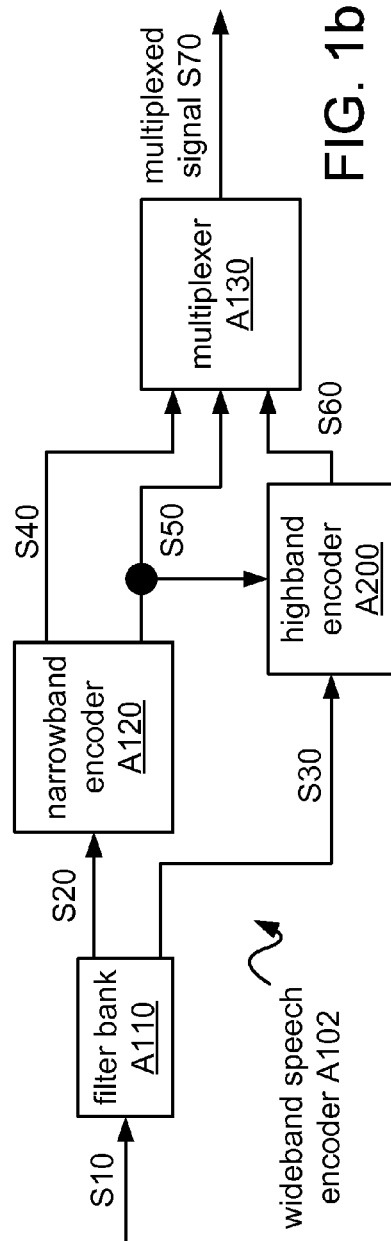 S10
filter bank
A110
S20
S30
narrowband
encoder
A120
S40
S50
highband
encoder
A200
S60
multiplexer
A130
multiplexed
signal S70
wideband speech
encoder A102
FIG. 1b